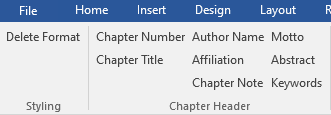 File Home Insert Design Layout R
Delete Format Chapter Number Author Name Motto
Chapter Title Affiliation Abstract
Chapter Note Keywords
Styling Chapter Header